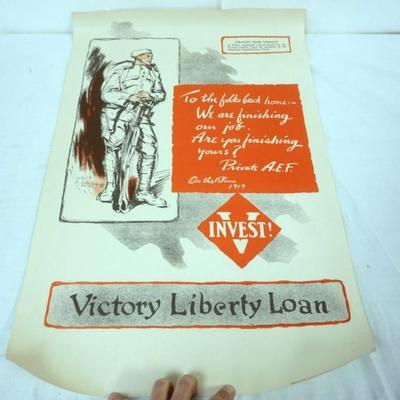 To the folks back home:-
We are finishing
our job.
Are you finishing
yours?
Private A.E.F.
On the Rhine
1919
INVEST!
V
Victory Liberty Loan